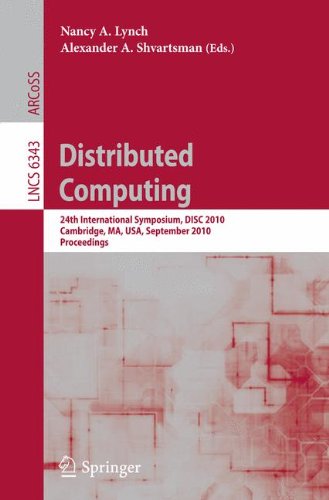 Nancy A. Lynch
Alexander A. Shvartsman (Eds.)
ARCoSS
LNCS 6343
Distributed
Computing
24th International Symposium, DISC 2010
Cambridge, MA, USA, September 2010
Proceedings
Springer